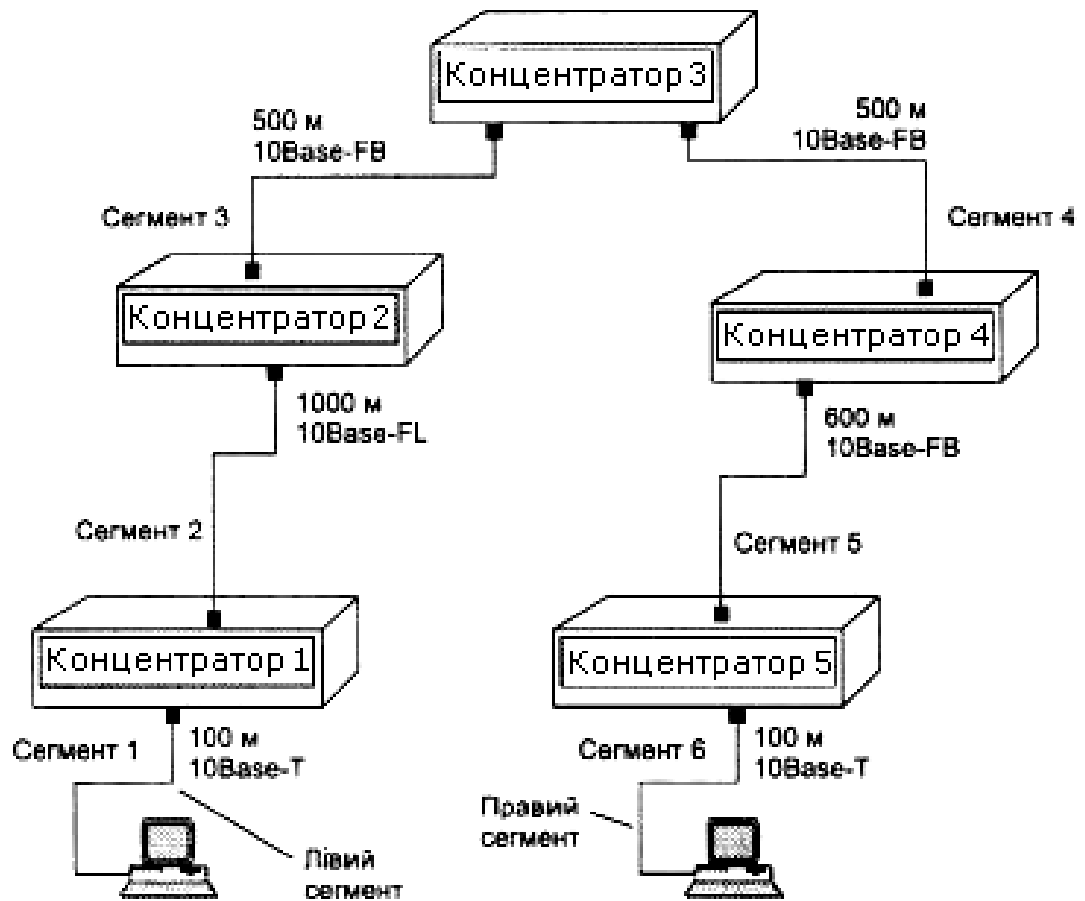 Концентратор 3
500 м
10Base-FB
500 м
10Base-FB
Сегмент 3
Сегмент 4
Концентратор 2
Концентратор 4
1000 м
10Base-FL
600 м
10Base-FB
Сегмент 2
Сегмент 5
Концентратор 1
Концентратор 5
Сегмент 1
100 м
10Base-T
Сегмент 6
100 м
10Base-T
Правий
сегмент
Лівий
сегмент